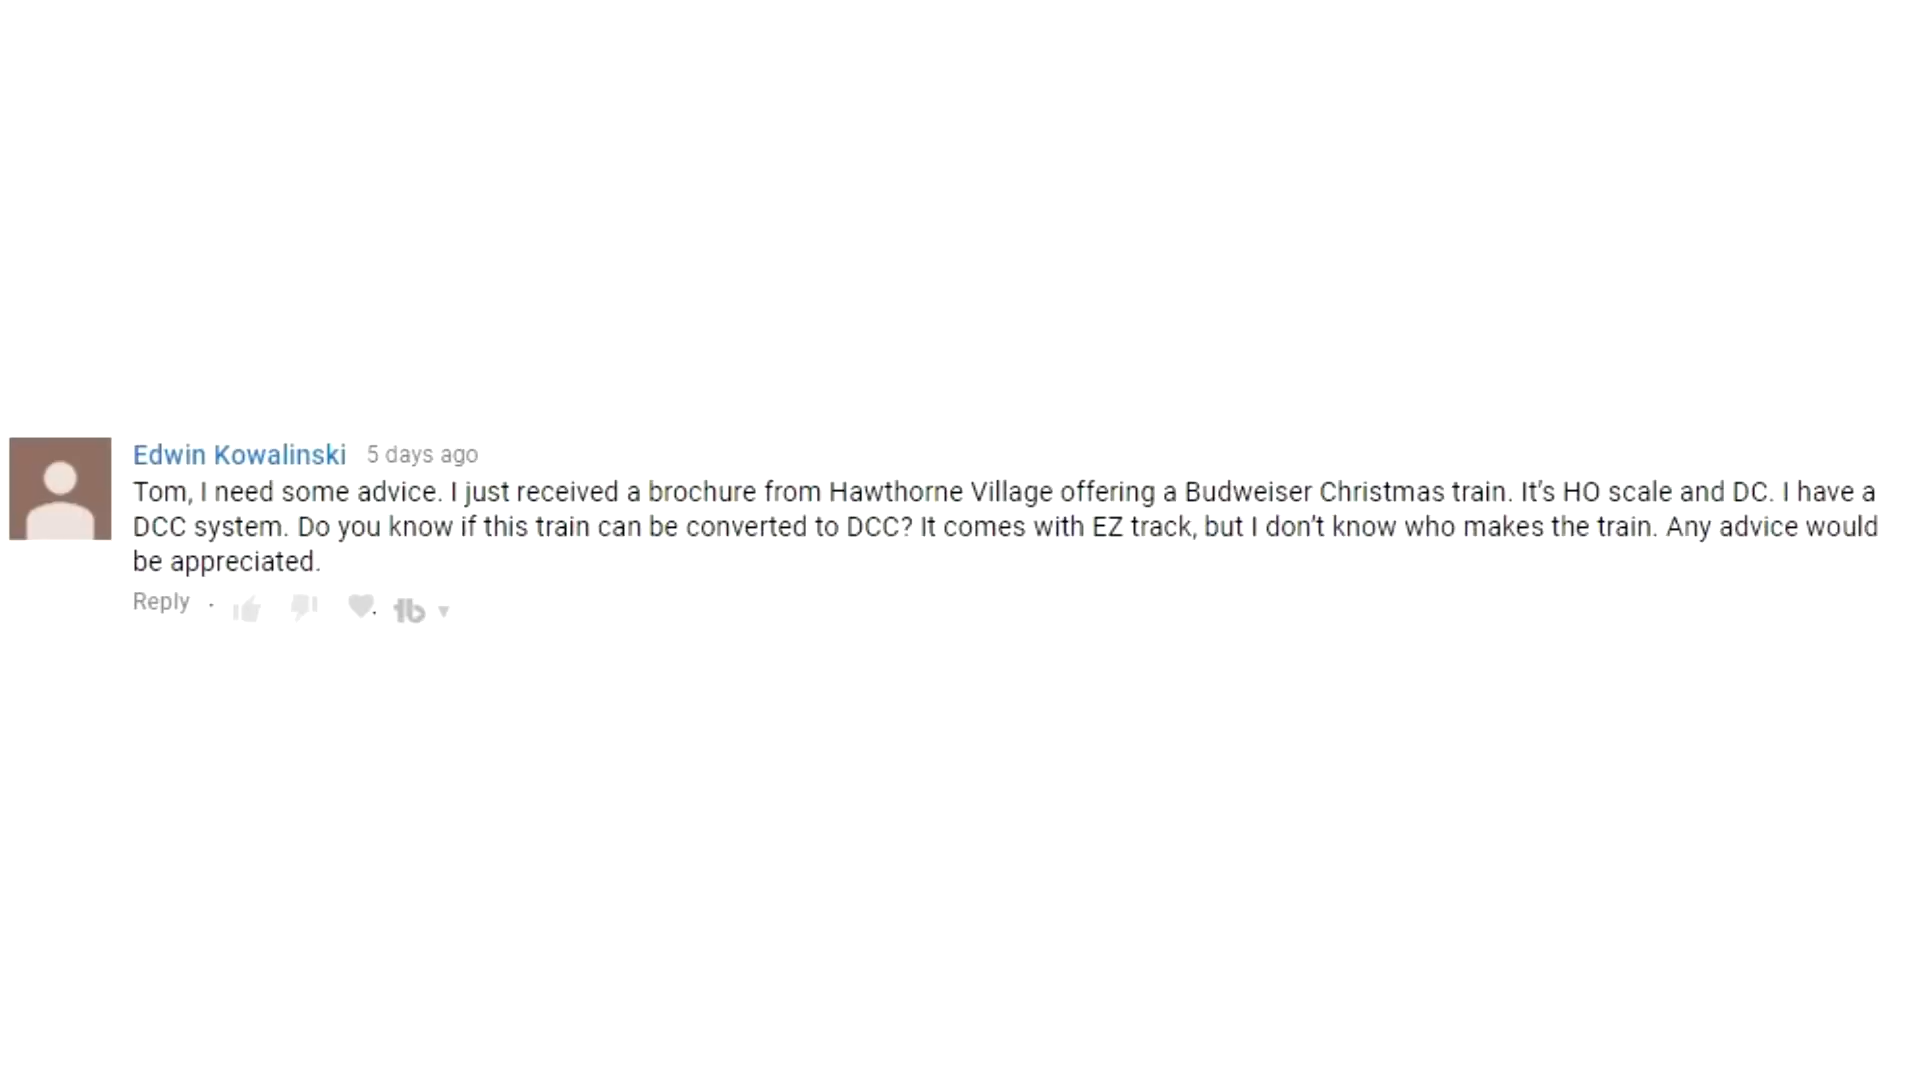 Edwin Kowalinski 5 days ago
Tom, I need some advice. I just received a brochure from Hawthorne Village offering a Budweiser Christmas train. It's HO scale and DC. I have a
DCC system. Do you know if this train can be converted to DCC? It comes with EZ track, but I don't know who makes the train. Any advice would
be appreciated.
Reply · tb